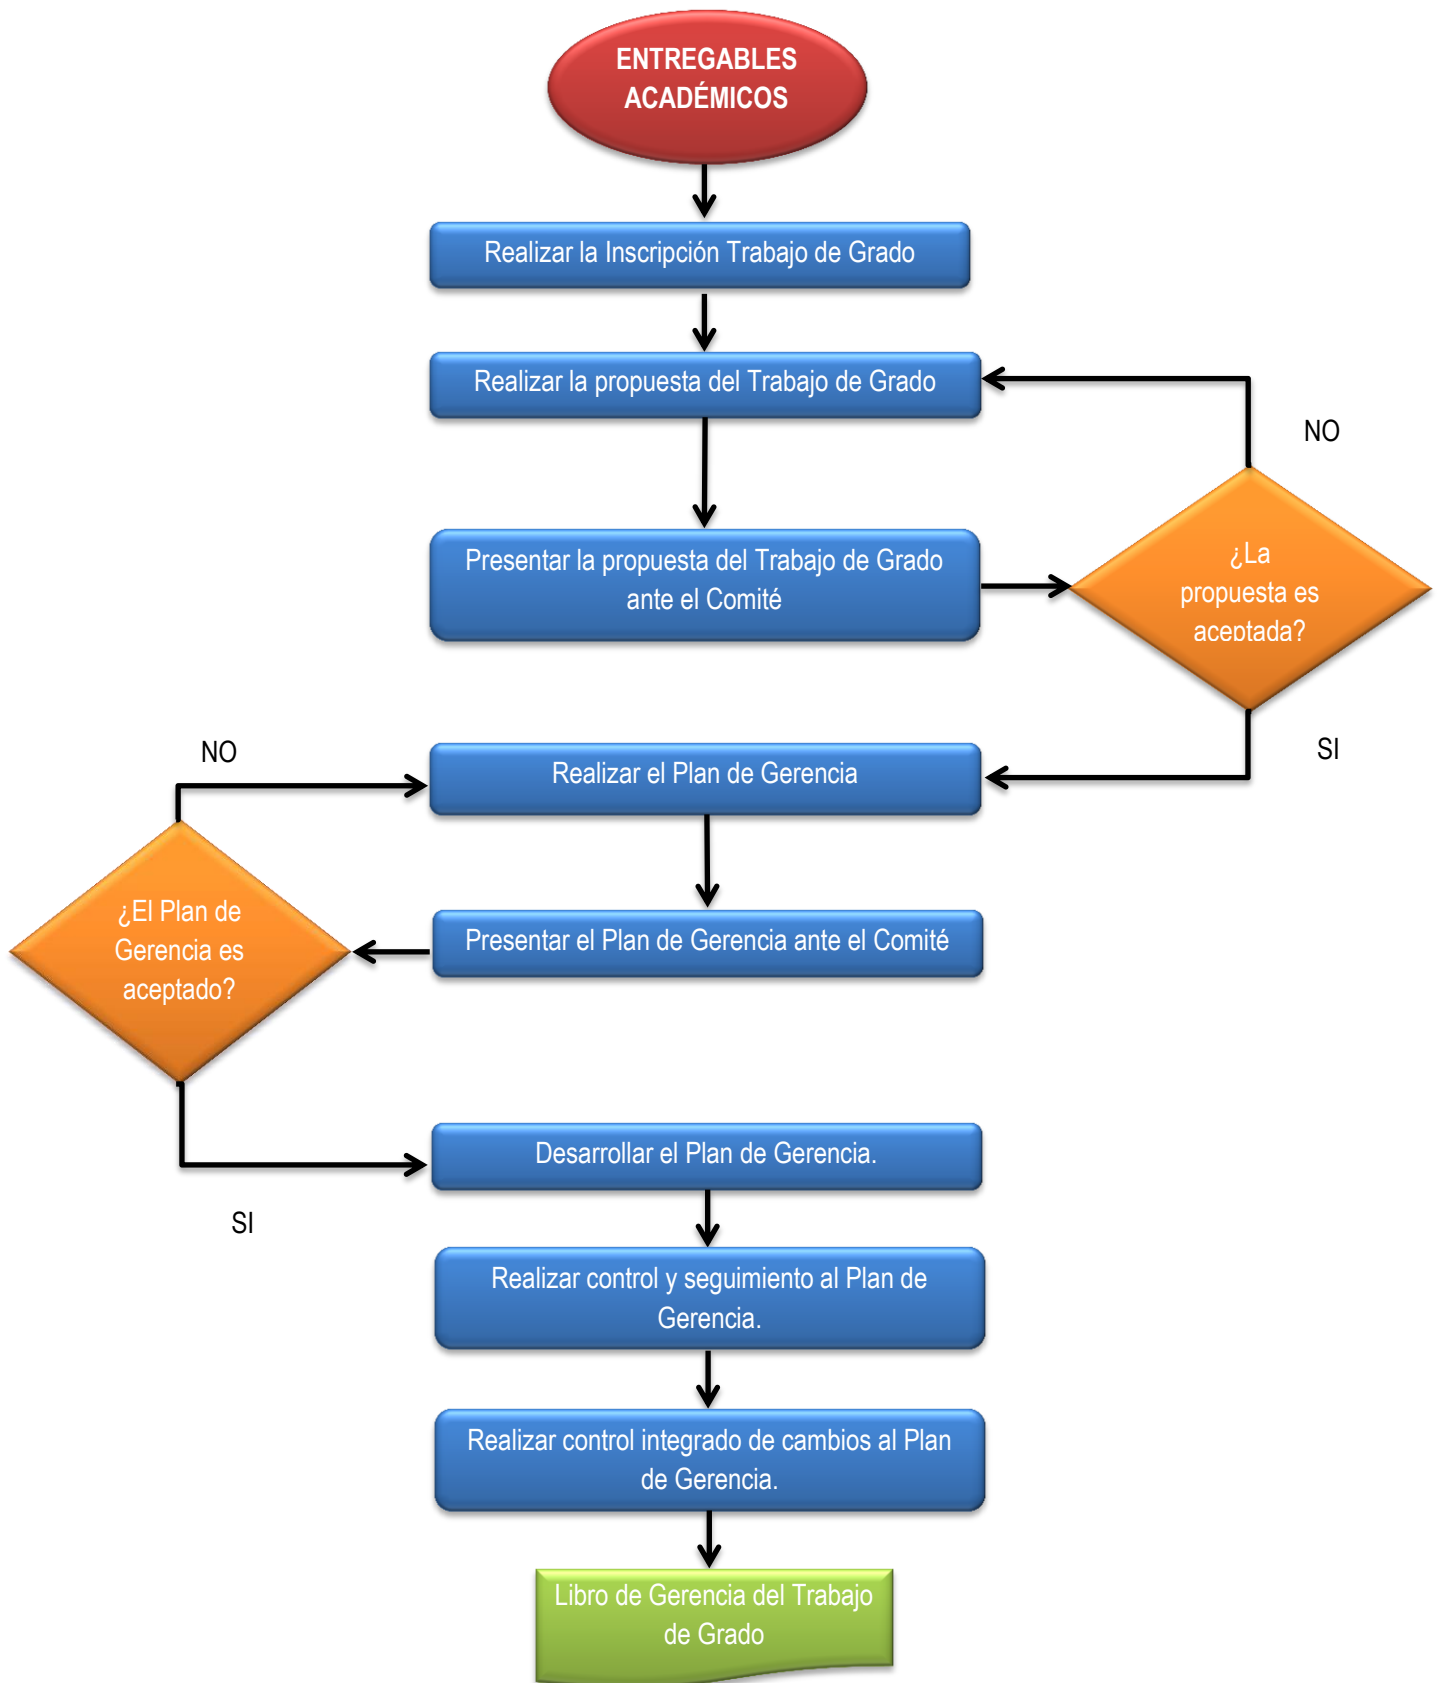 ENTREGABLES
ACADÉMICOS
Realizar la Inscripción Trabajo de Grado
Realizar la propuesta del Trabajo de Grado
NO
Presentar la propuesta del Trabajo de Grado
ante el Comité
¿La
propuesta es
aceptada?
SI
NO
Realizar el Plan de Gerencia
¿El Plan de
Gerencia es
aceptado?
Presentar el Plan de Gerencia ante el Comité
SI
Desarrollar el Plan de Gerencia.
Realizar control y seguimiento al Plan de
Gerencia.
Realizar control integrado de cambios al Plan
de Gerencia.
Libro de Gerencia del Trabajo
de Grado